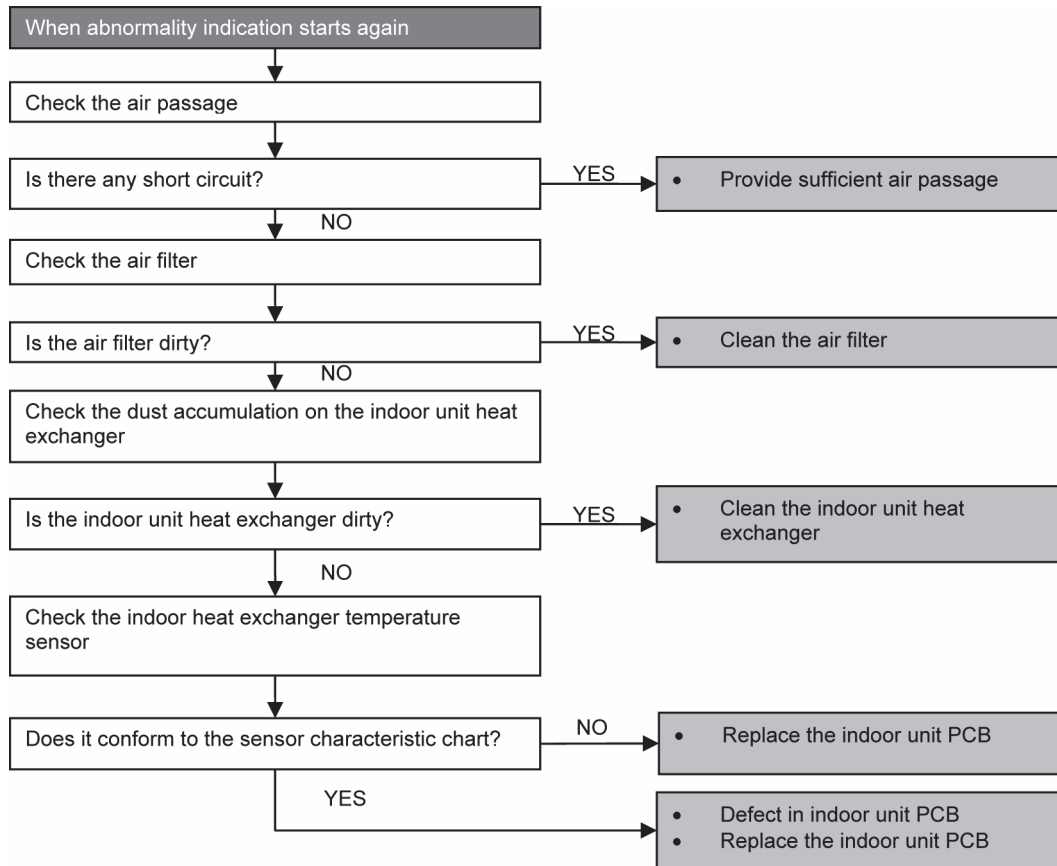 When abnormality indication starts again
Check the air passage
Is there any short circuit?
YES
• Provide sufficient air passage
NO
Check the air filter
Is the air filter dirty?
YES
• Clean the air filter
NO
Check the dust accumulation on the indoor unit heat
exchanger
Is the indoor unit heat exchanger dirty?
YES
• Clean the indoor unit heat
exchanger
NO
Check the indoor heat exchanger temperature
sensor
Does it conform to the sensor characteristic chart?
NO
• Replace the indoor unit PCB
YES
• Defect in indoor unit PCB
• Replace the indoor unit PCB